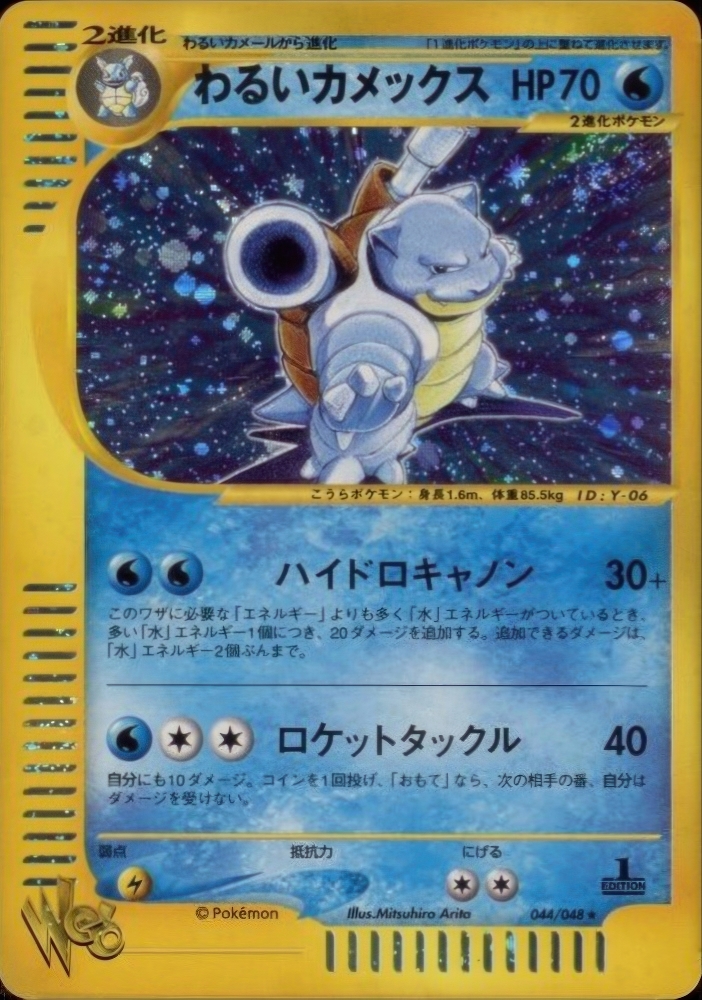 2進化
わるいカメールから進化
「1進化ポケモン」の上に重ねて進化させます。
わるいカメックス HP70
2進化ポケモン
こうらポケモン：身長1.6m、体重85.5kg ID:Y-06
ハイドロキャノン 30+
このワザに必要な「エネルギー」よりも多く「水」エネルギーがついているとき、
多い「水」エネルギー1個につき、20ダメージを追加する。追加できるダメージは、
「水」エネルギー2個ぶんまで。
ロケットタックル 40
自分にも10ダメージ。コインを1回投げ、「おもて」なら、次の相手の番、自分は
ダメージを受けない。
弱点 抵抗力 にげる
1
EDITION
Web
© Pokémon Illus.Mitsuhiro Arita 044/048 ★